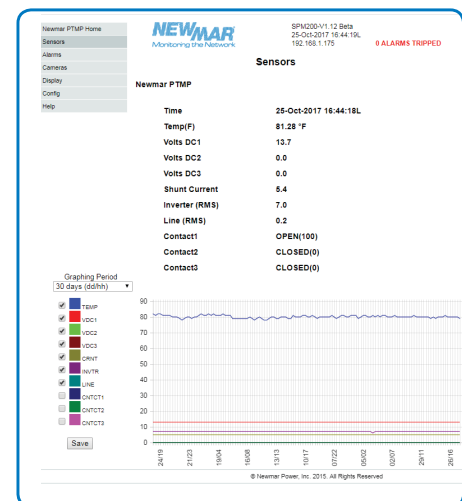 Newmar PTMP Home
Sensors
Alarms
Cameras
Display
Config
Help
NEWMAR
Monitoring the Network
SPM200-V1.12 Beta
25-Oct-2017 16:44:19L
192.168.1.175
0 ALARMS TRIPPED
Sensors
Newmar PTMP
Time 25-Oct-2017 16:44:18L
Temp(F) 81.28 °F
Volts DC1 13.7
Volts DC2 0.0
Volts DC3 0.0
Shunt Current 5.4
Inverter (RMS) 7.0
Line (RMS) 0.2
Contact1 OPEN(100)
Contact2 CLOSED(0)
Contact3 CLOSED(0)
Graphing Period
30 days (dd/hh)
TEMP
VDC1
VDC2
VDC3
CRNT
INVTR
LINE
CNTCT1
CNTCT2
CNTCT3
Save
90
80
70
60
50
40
30
20
10
0
24/19 21/23 19/04 16/08 13/13 10/17 07/22 05/02 02/07 29/11 26/16
© Newmar Power, Inc. 2015. All Rights Reserved